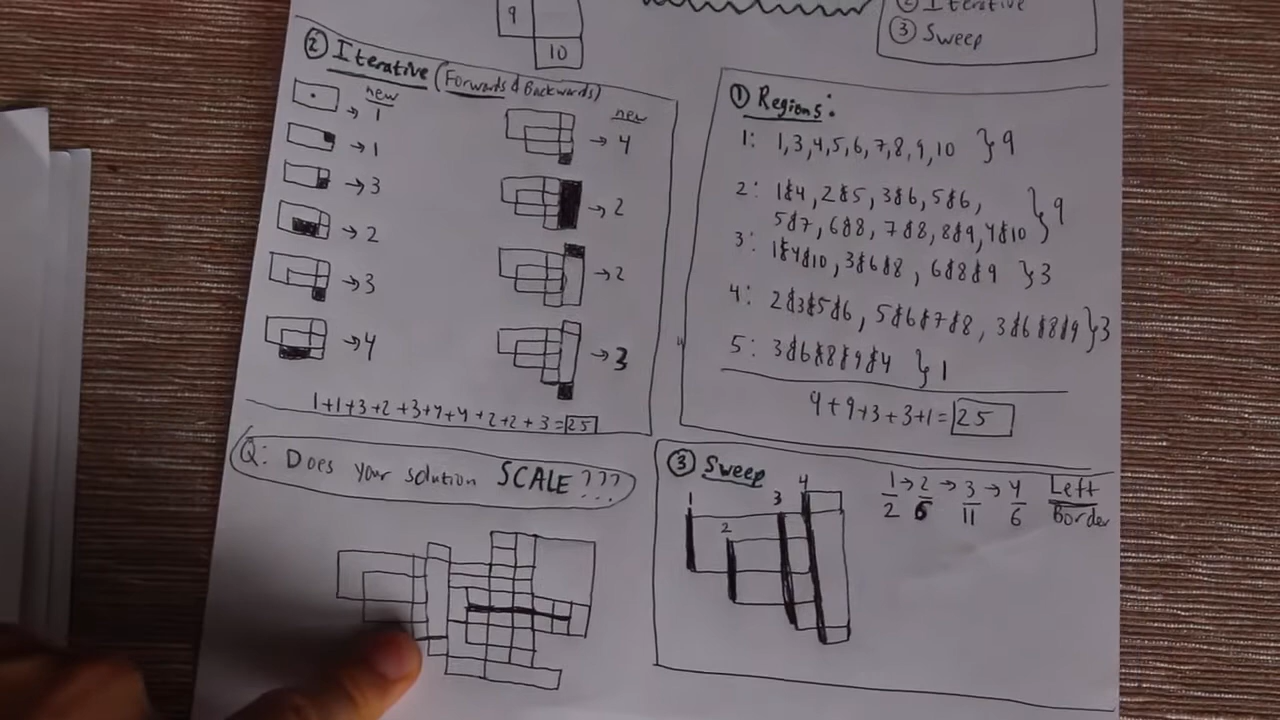 9
10
② Iterative
③ Sweep
② Iterative (Forwards & Backwards)
new
→ 1
→ 1
→ 3
→ 2
→ 3
→ 4
new
→ 4
→ 2
→ 2
→ 3
1+1+3+2+3+4+4+2+2+3=25
① Regions:
1: 1,3,4,5,6,7,8,9,10 } 9
2: 1&4, 2&5, 3&6, 5&6,
5&7, 6&8, 7&8, 8&9, 4&10 } 9
3: 1&4&10, 3&6&8, 6&8&9 } 3
4: 2&3&5&6, 5&6&7&8, 3&6&8&9 } 3
5: 3&6&8&9&4 } 1
9+9+3+3+1=25
Q: Does your solution SCALE???
③ Sweep
1 2 3 4
1 → 2 → 3 → 4 Left
2 6 11 6 Border